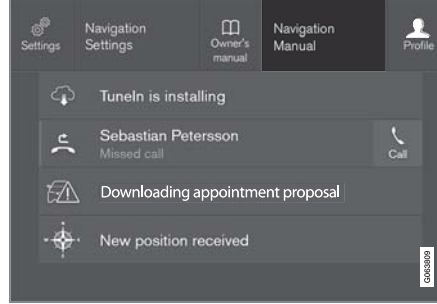 Settings
Navigation
Settings
Owner's
manual
Navigation
Manual
Profile
TuneIn is installing
Sebastian Petersson
Missed call
Call
Downloading appointment proposal
New position received
G063809